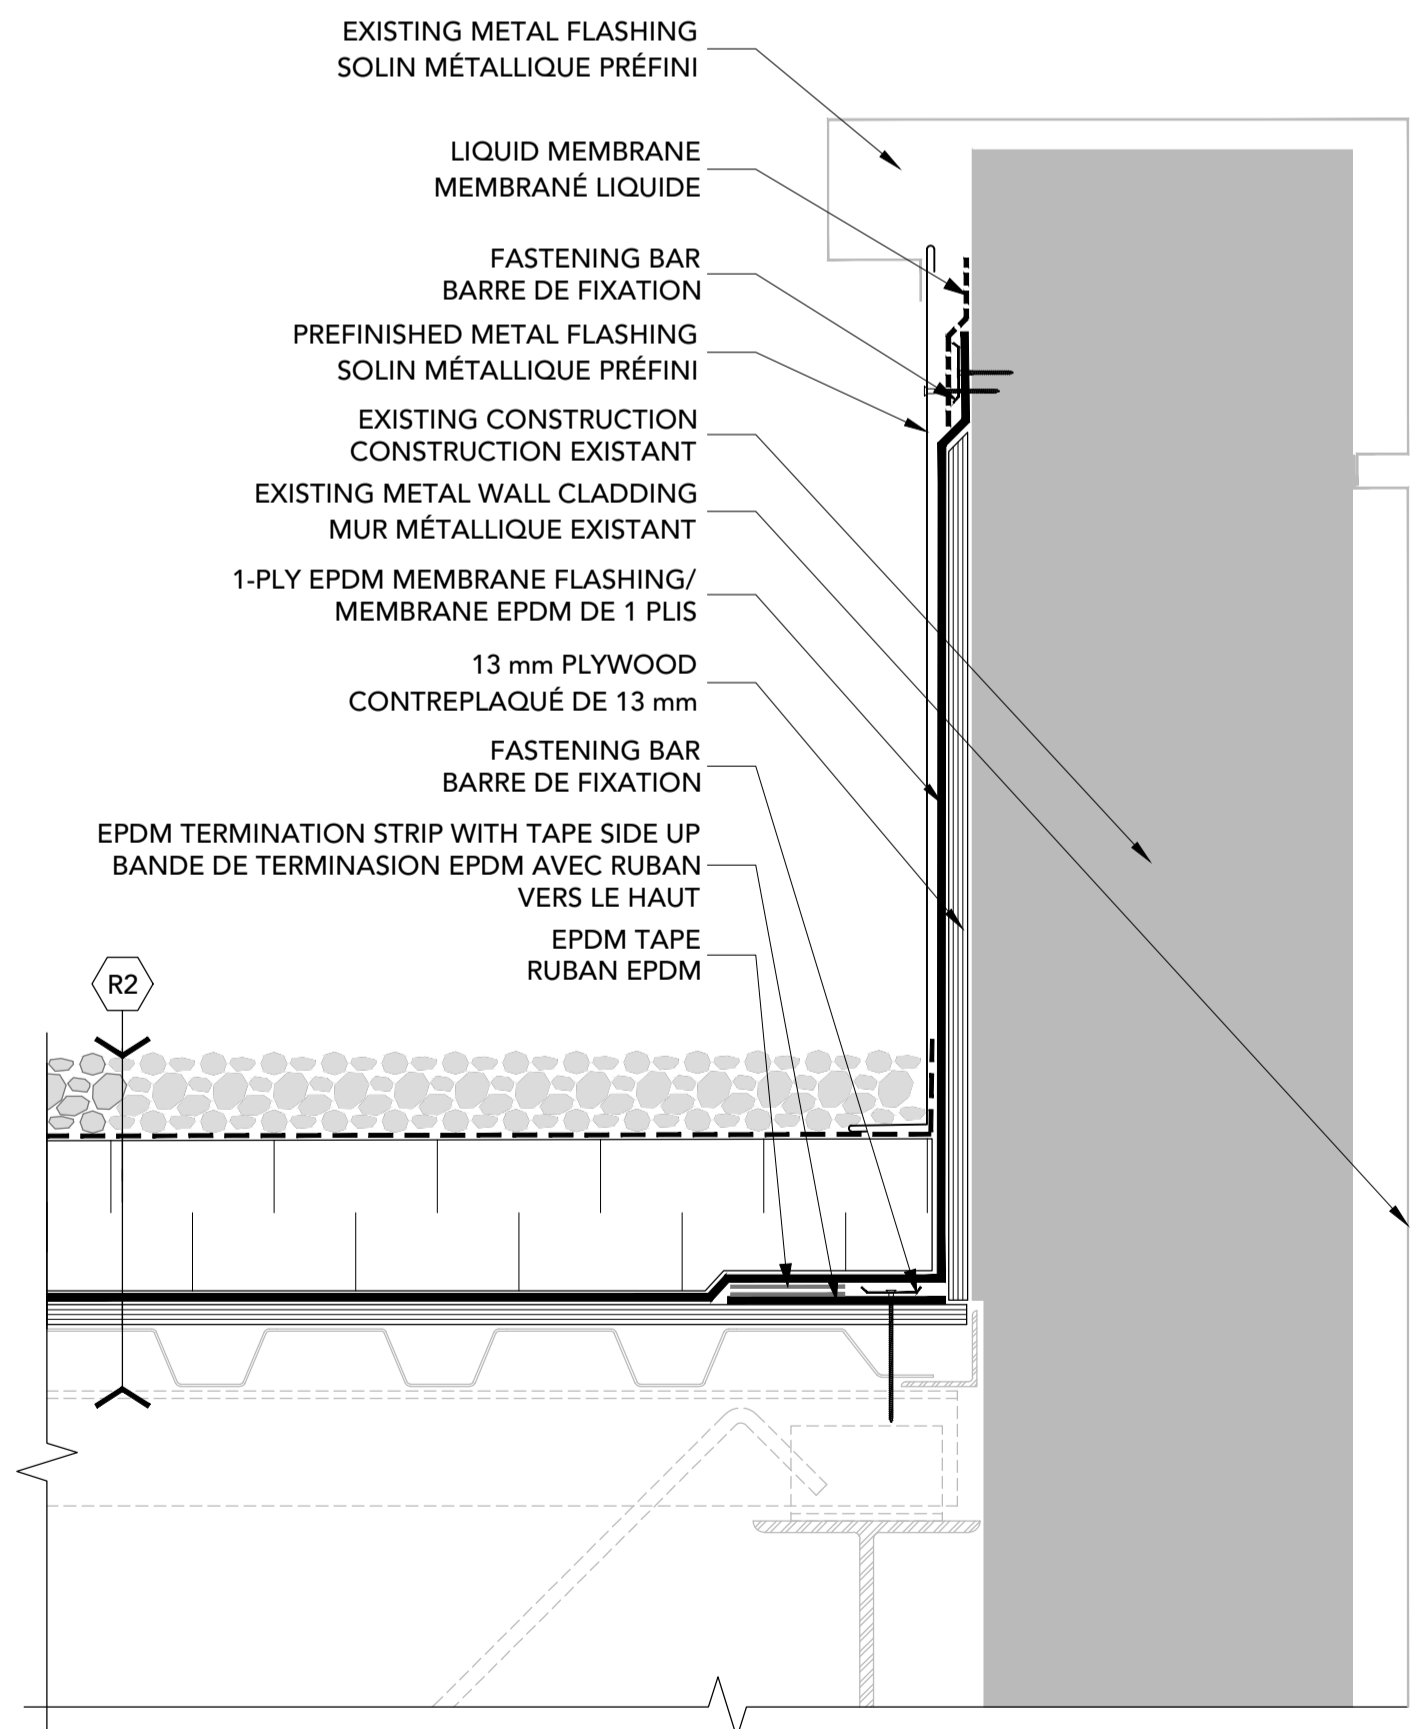 EXISTING METAL FLASHING
SOLIN MÉTALLIQUE PRÉFINI
LIQUID MEMBRANE
MEMBRANÉ LIQUIDE
FASTENING BAR
BARRE DE FIXATION
PREFINISHED METAL FLASHING
SOLIN MÉTALLIQUE PRÉFINI
EXISTING CONSTRUCTION
CONSTRUCTION EXISTANT
EXISTING METAL WALL CLADDING
MUR MÉTALLIQUE EXISTANT
1-PLY EPDM MEMBRANE FLASHING/
MEMBRANE EPDM DE 1 PLIS
13 mm PLYWOOD
CONTREPLAQUÉ DE 13 mm
FASTENING BAR
BARRE DE FIXATION
EPDM TERMINATION STRIP WITH TAPE SIDE UP
BANDE DE TERMINASION EPDM AVEC RUBAN
VERS LE HAUT
EPDM TAPE
RUBAN EPDM
R2